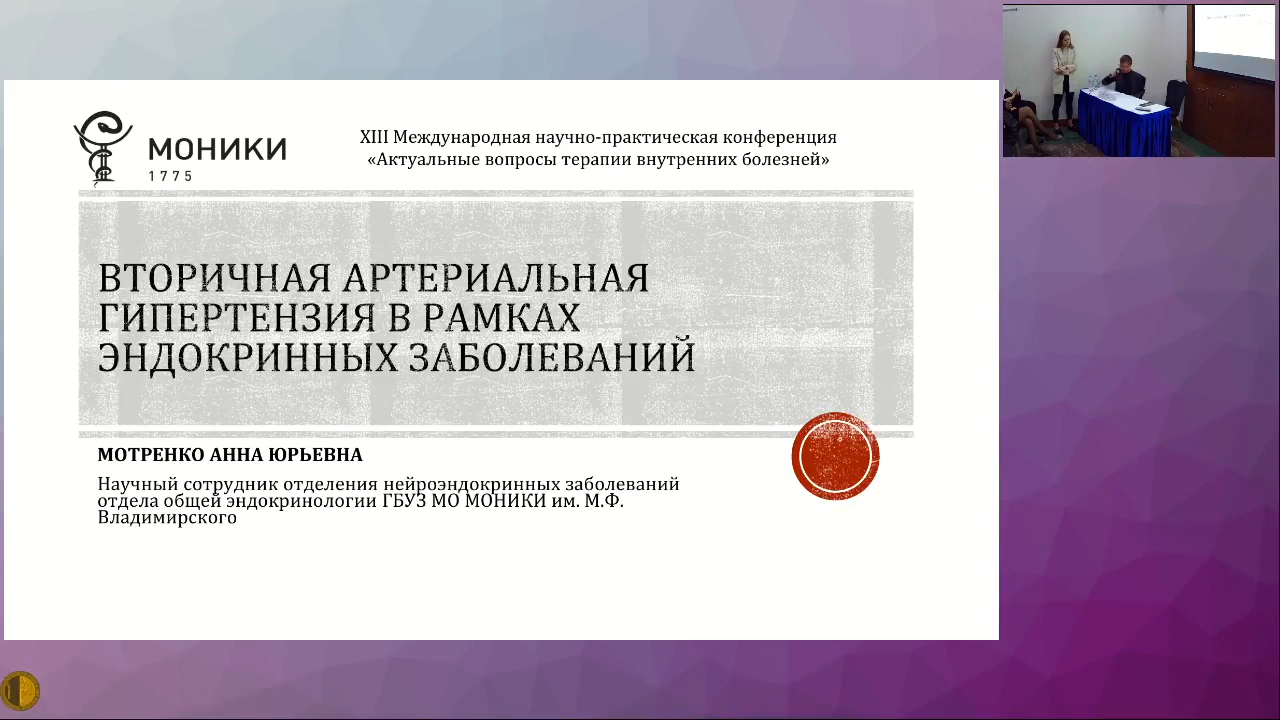 МОНИКИ
1775
XIII Международная научно-практическая конференция
«Актуальные вопросы терапии внутренних болезней»
ВТОРИЧНАЯ АРТЕРИАЛЬНАЯ
ГИПЕРТЕНЗИЯ В РАМКАХ
ЭНДОКРИННЫХ ЗАБОЛЕВАНИЙ
МОТРЕНКО АННА ЮРЬЕВНА
Научный сотрудник отделения нейроэндокринных заболеваний
отдела общей эндокринологии ГБУЗ МО МОНИКИ им. М.Ф.
Владимирского